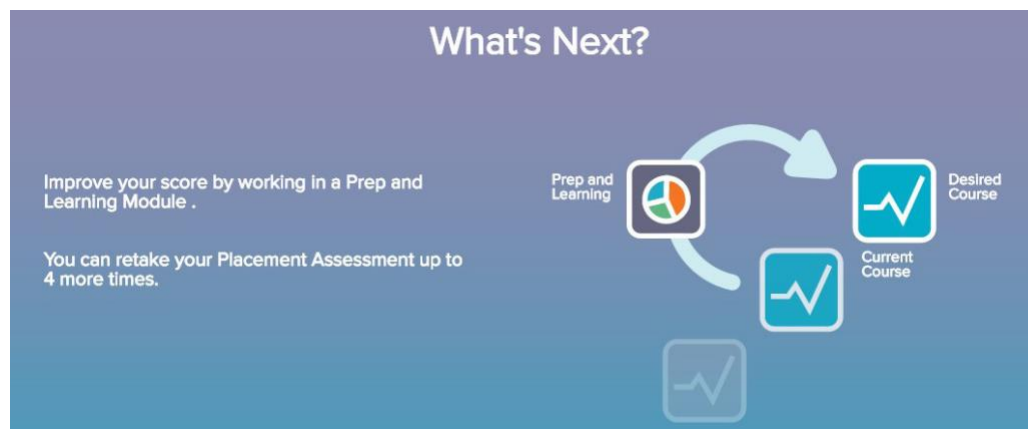 What's Next?
Improve your score by working in a Prep and
Learning Module .
You can retake your Placement Assessment up to
4 more times.
Prep and
Learning
Desired
Course
Current
Course